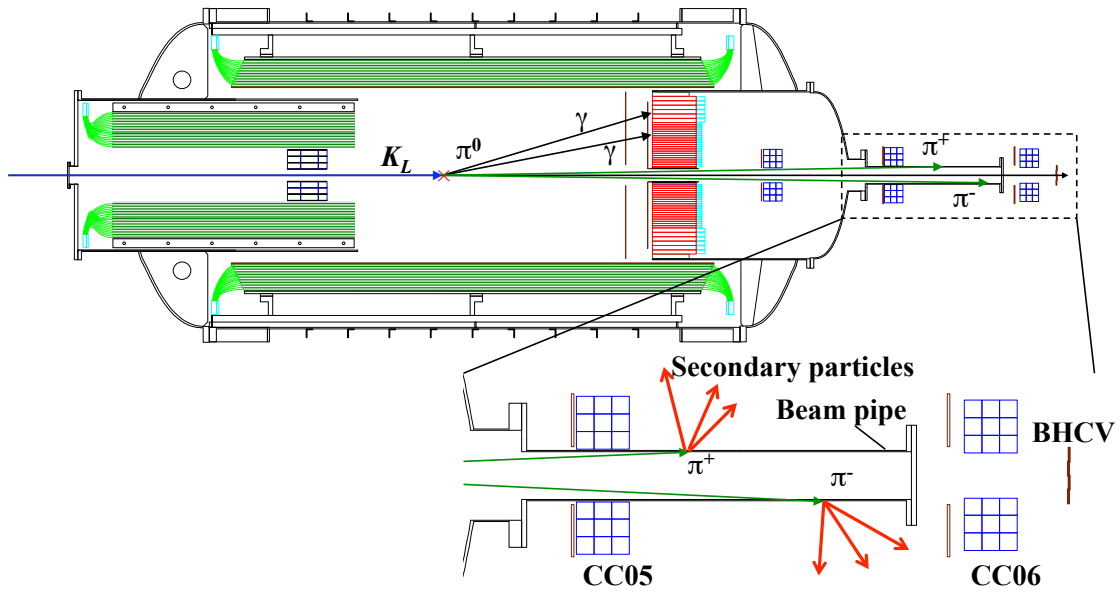 γ
π⁰
γ
K_L
π⁺
π⁻
Secondary particles
Beam pipe
BHCV
π⁺
π⁻
CC05
CC06